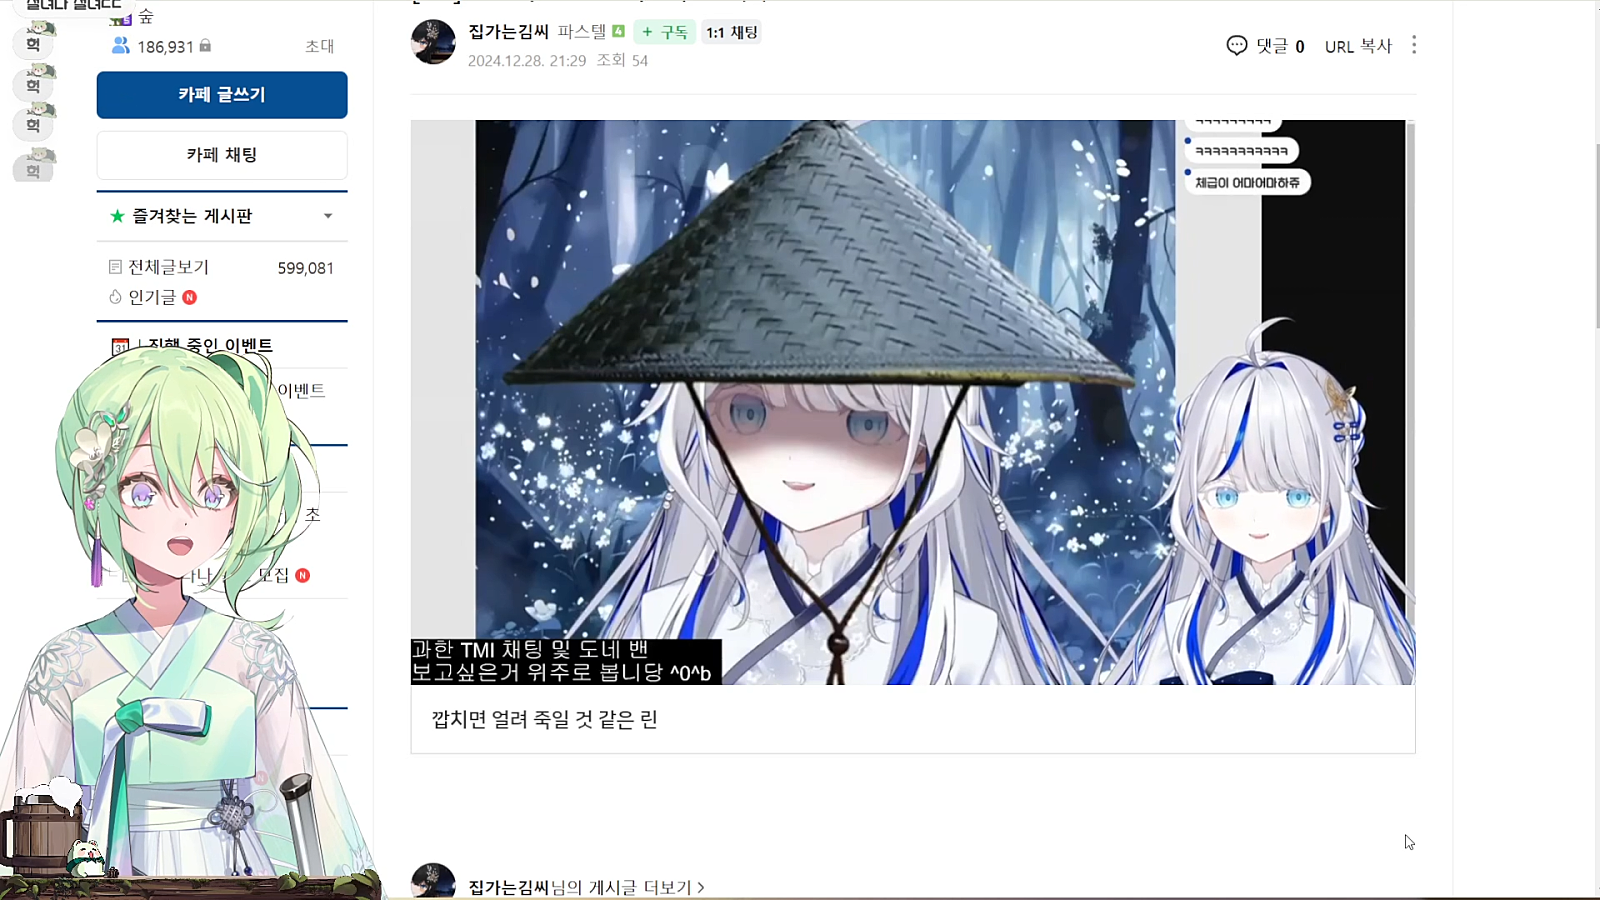 혁
혁
혁
혁
숲
186,931
초대
카페 글쓰기
카페 채팅
즐겨찾는 게시판
전체글보기 599,081
인기글 N
진행 중인 이벤트
이벤트
초
모집 N
집가는김씨 파스텔 4 + 구독 1:1 채팅
2024.12.28. 21:29 조회 54
댓글 0 URL 복사
ㅋㅋㅋㅋㅋㅋㅋㅋㅋㅋㅋ
체급이 어마어마하쥬
과한 TMI 채팅 및 도네 밴
보고싶은거 위주로 봅니당 ^0^b
깝치면 얼려 죽일 것 같은 린
집가는김씨님의 게시글 더보기 >